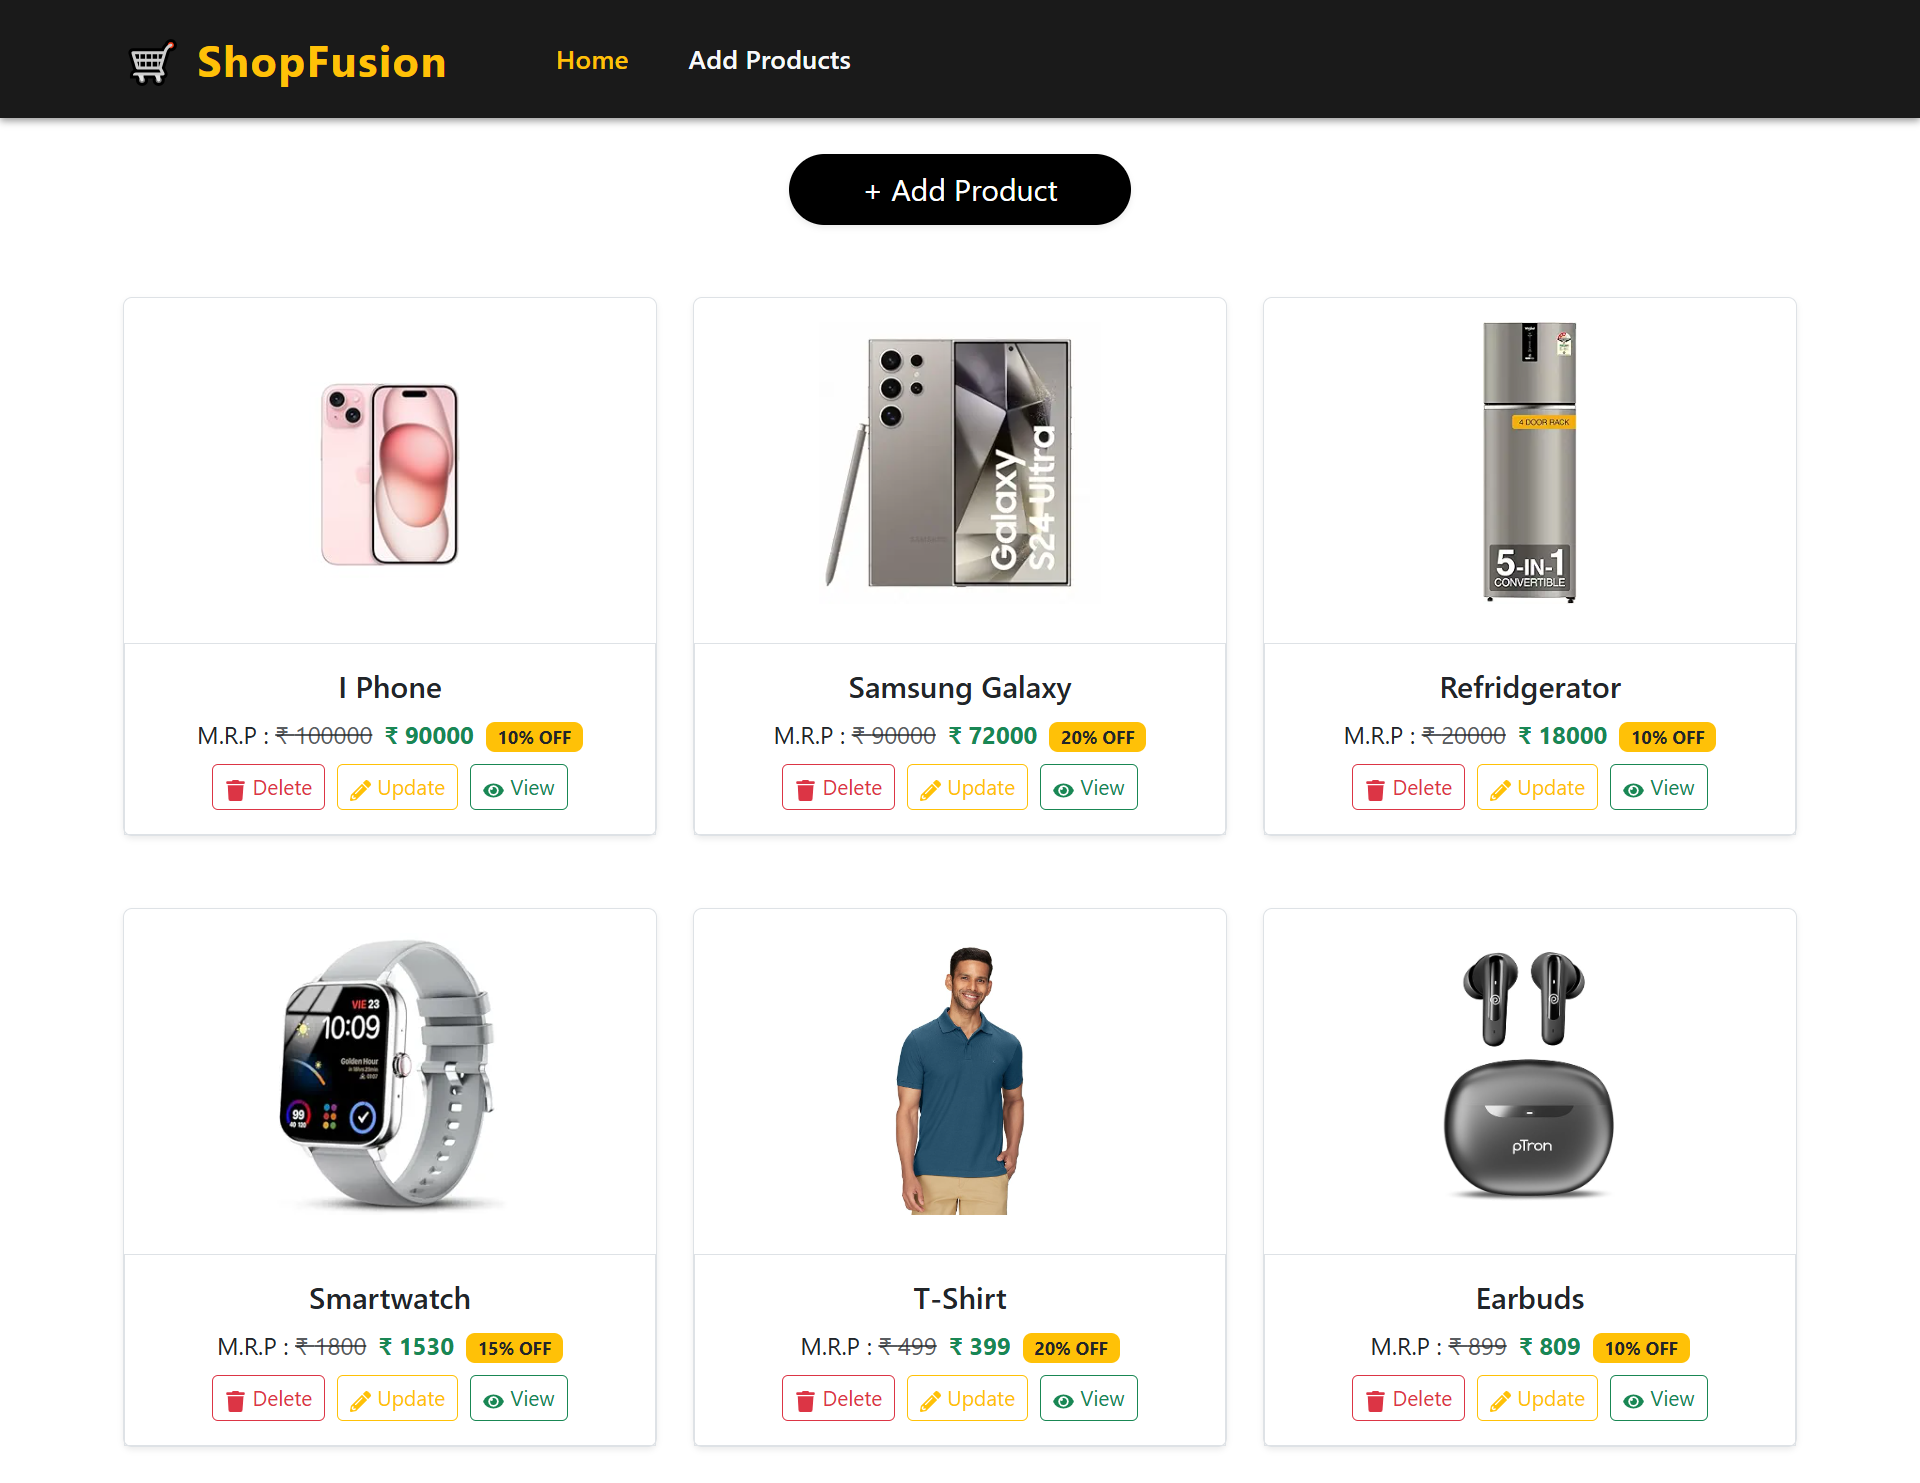 ShopFusion
Home
Add Products
+ Add Product
4 DOOR RACK
5-IN-1
CONVERTIBLE
Galaxy
S24 Ultra
SAMSUNG
I Phone
M.R.P : ₹ 100000 ₹ 90000 10% OFF
Delete Update View
Samsung Galaxy
M.R.P : ₹ 90000 ₹ 72000 20% OFF
Delete Update View
Refridgerator
M.R.P : ₹ 20000 ₹ 18000 10% OFF
Delete Update View
VIE 23
10:09
Golden Hour
99
pTron
Smartwatch
M.R.P : ₹ 1800 ₹ 1530 15% OFF
Delete Update View
T-Shirt
M.R.P : ₹ 499 ₹ 399 20% OFF
Delete Update View
Earbuds
M.R.P : ₹ 899 ₹ 809 10% OFF
Delete Update View